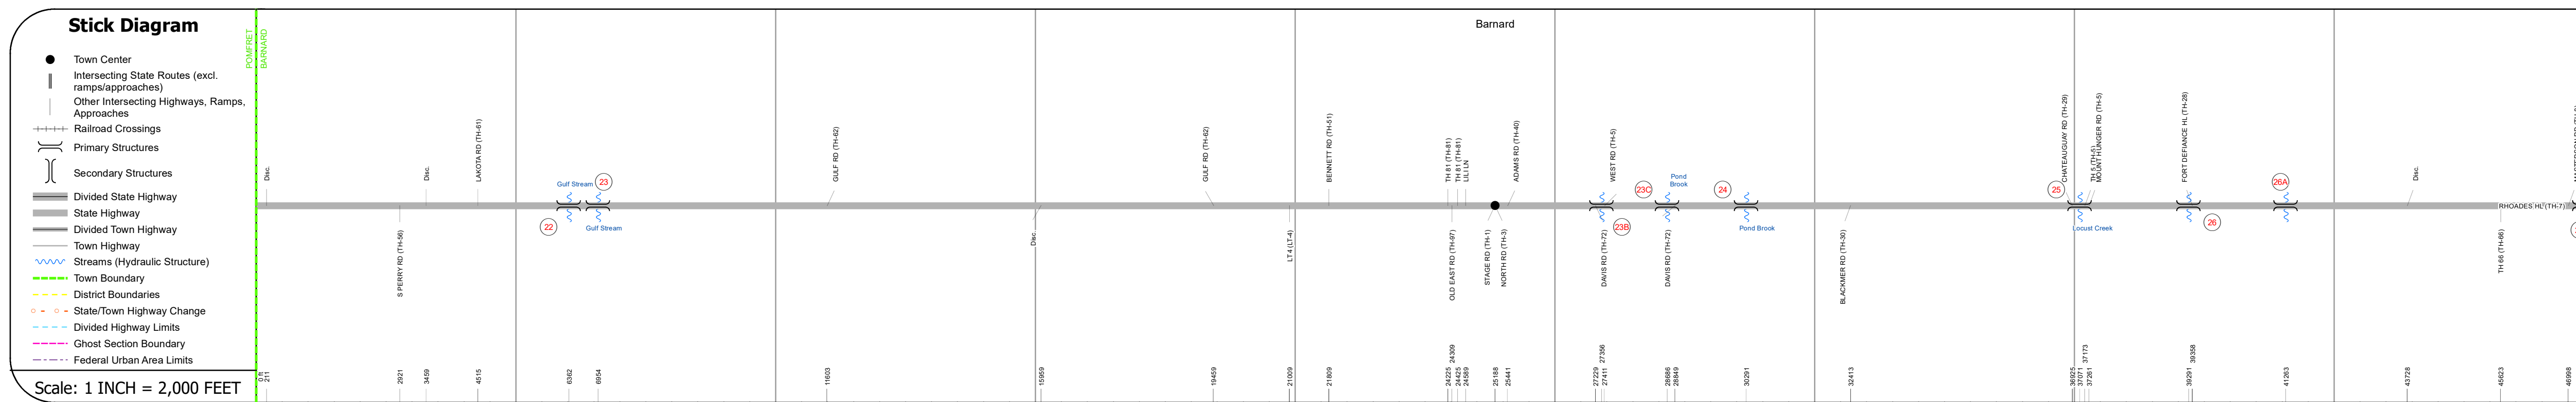 Stick Diagram
Town Center
Intersecting State Routes (excl.
ramps/approaches)
Other Intersecting Highways, Ramps,
Approaches
Railroad Crossings
Primary Structures
Secondary Structures
Divided State Highway
State Highway
Divided Town Highway
Town Highway
Streams (Hydraulic Structure)
Town Boundary
District Boundaries
State/Town Highway Change
Divided Highway Limits
Ghost Section Boundary
Federal Urban Area Limits
Scale: 1 INCH = 2,000 FEET
POMFRET
BARNARD
Barnard
Disc.
Disc.
LAKOTA RD (TH-61)
Gulf Stream
23
GULF RD (TH-62)
GULF RD (TH-62)
BENNETT RD (TH-51)
TH 81 (TH-81)
TH 81 (TH-81)
LILI LN
ADAMS RD (TH-40)
WEST RD (TH-5)
23C
Pond
Brook
24
25
CHATEAUGUAY RD (TH-29)
TH 5 (TH-5)
MOUNT HUNGER RD (TH-5)
FORT DEFIANCE HL (TH-28)
26A
Disc.
RHOADES HL (TH-7)
S PERRY RD (TH-56)
22
Gulf Stream
Disc.
LT 4 (LT-4)
OLD EAST RD (TH-97)
STAGE RD (TH-1)
NORTH RD (TH-3)
DAVIS RD (TH-72)
23B
DAVIS RD (TH-72)
Pond Brook
BLACKMER RD (TH-30)
Locust Creek
26
TH 66 (TH-66)
0 ft
211
2921
3459
4515
6362
6954
11603
15959
19459
21009
21809
24225
24309
24425
24589
25188
25441
27229
27356
27411
28686
28849
30291
32413
36925
37071
37173
37261
39291
39358
41263
43728
45623
46998